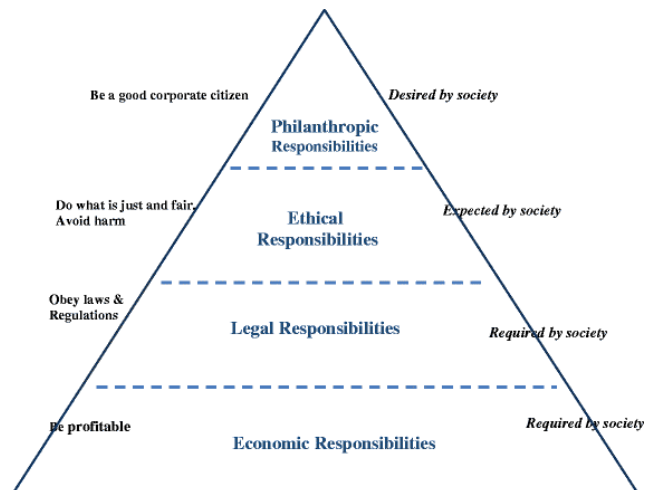 Be a good corporate citizen
Desired by society
Philanthropic
Responsibilities
Do what is just and fair,
Avoid harm
Expected by society
Ethical
Responsibilities
Obey laws &
Regulations
Legal Responsibilities
Required by society
Be profitable
Required by society
Economic Responsibilities